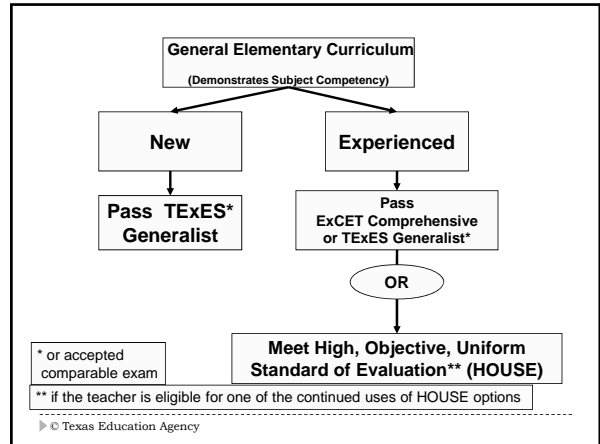 General Elementary Curriculum
(Demonstrates Subject Competency)
New
Experienced
Pass TExES*
Generalist
Pass
ExCET Comprehensive
or TExES Generalist*
OR
Meet High, Objective, Uniform
Standard of Evaluation** (HOUSE)
* or accepted
comparable exam
** if the teacher is eligible for one of the continued uses of HOUSE options
© Texas Education Agency